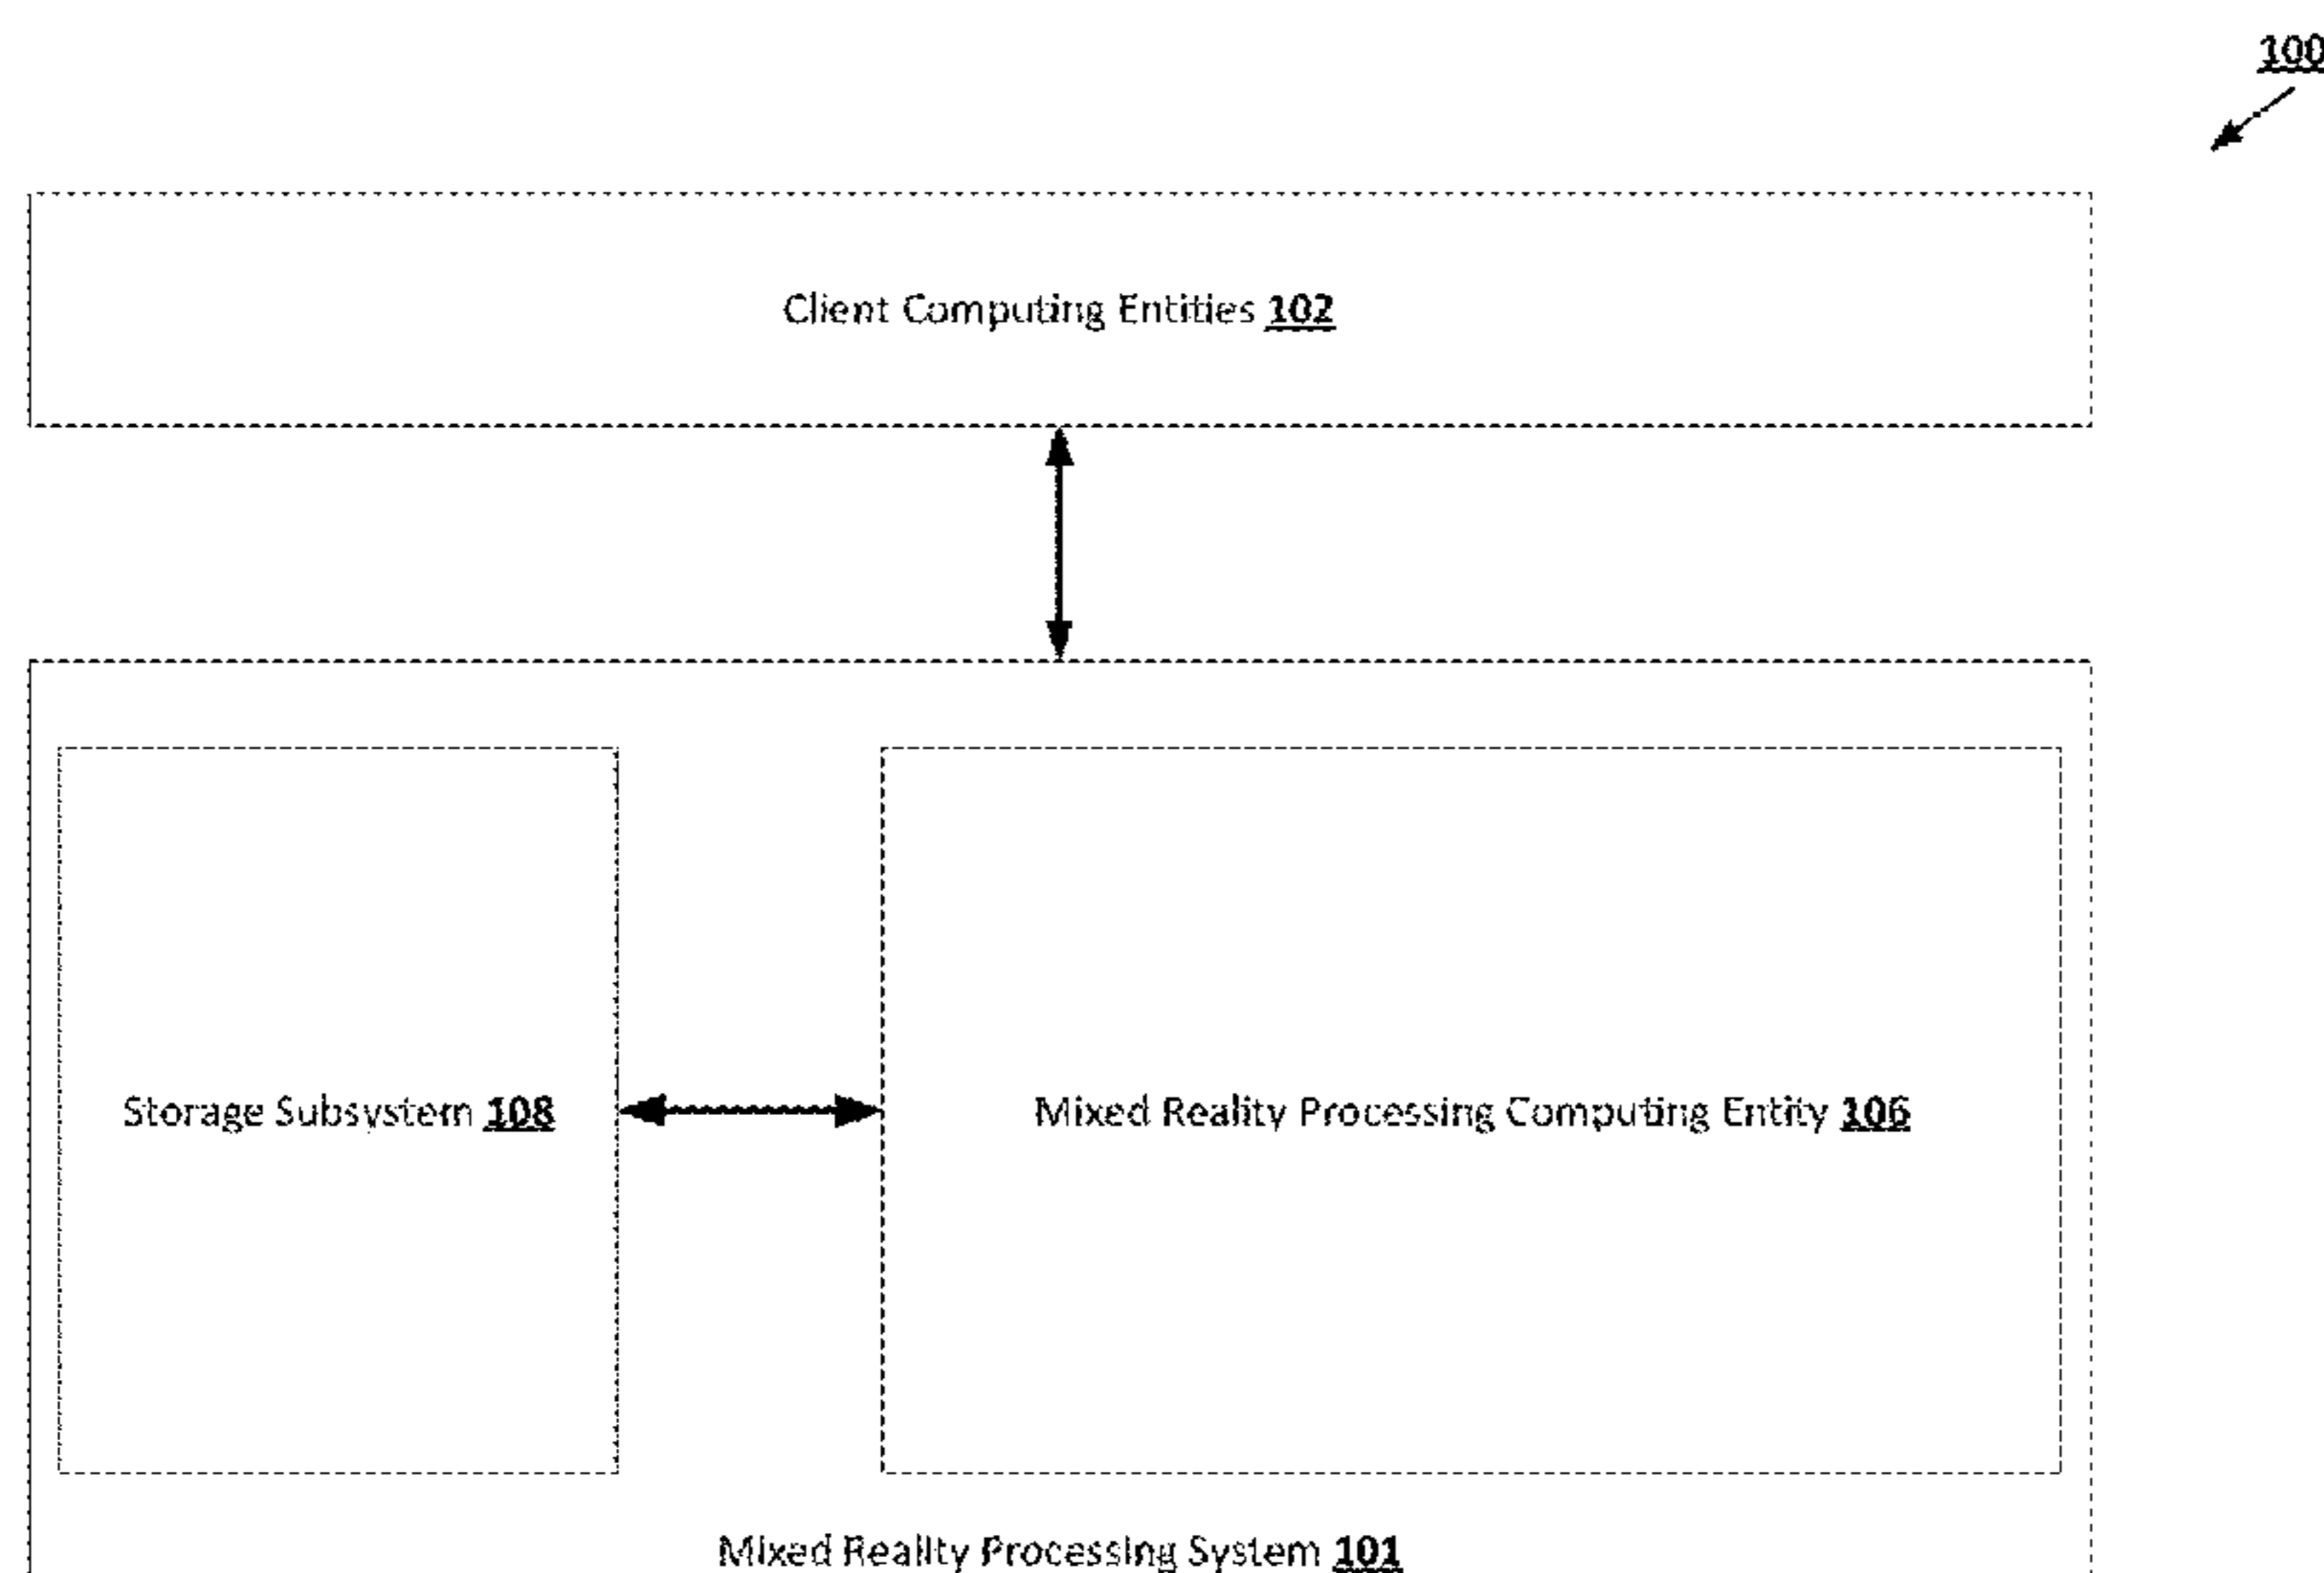 100
Client Computing Entities 102
Storage Subsystem 108
Mixed Reality Processing Computing Entity 106
Mixed Reality Processing System 101